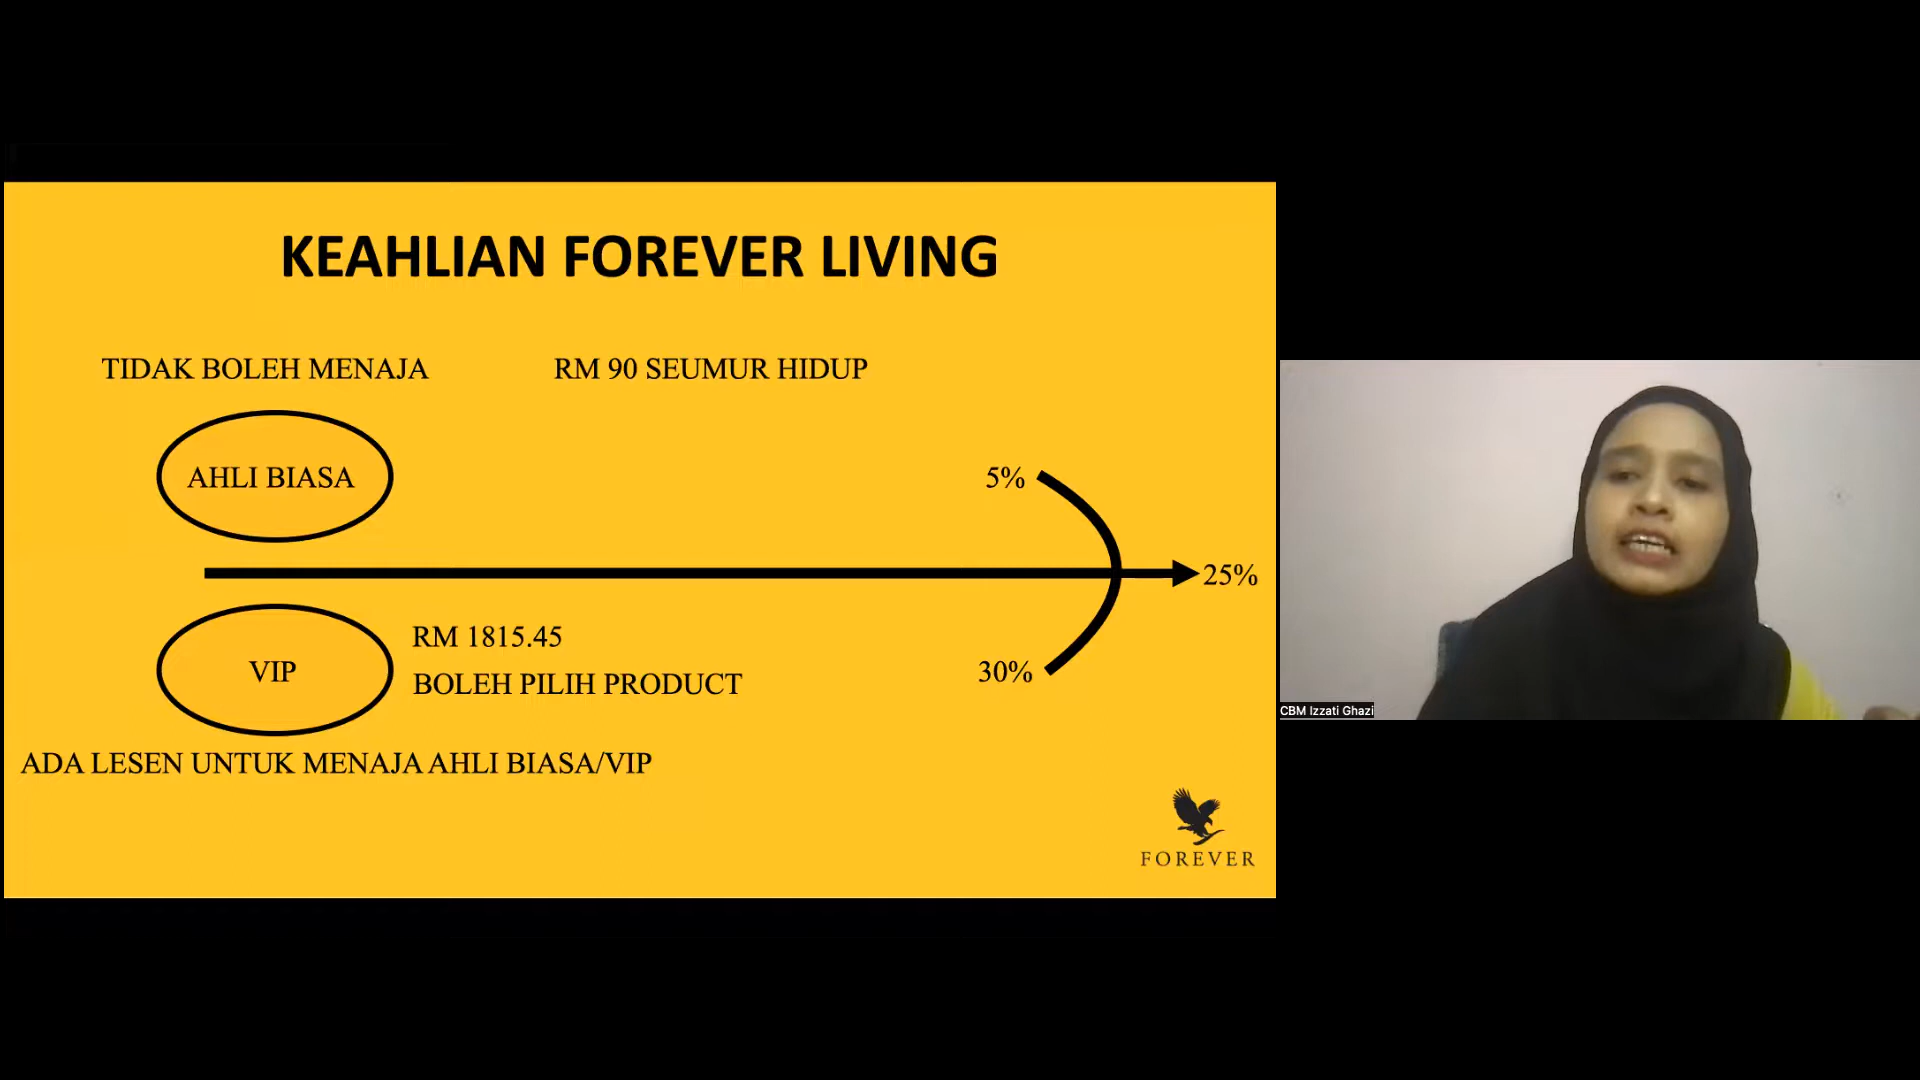 KEAHLIAN FOREVER LIVING
TIDAK BOLEH MENAJA
RM 90 SEUMUR HIDUP
AHLI BIASA
5%
25%
VIP
RM 1815.45
BOLEH PILIH PRODUCT
30%
ADA LESEN UNTUK MENAJA AHLI BIASA/VIP
FOREVER
CBM Izzati Ghazi